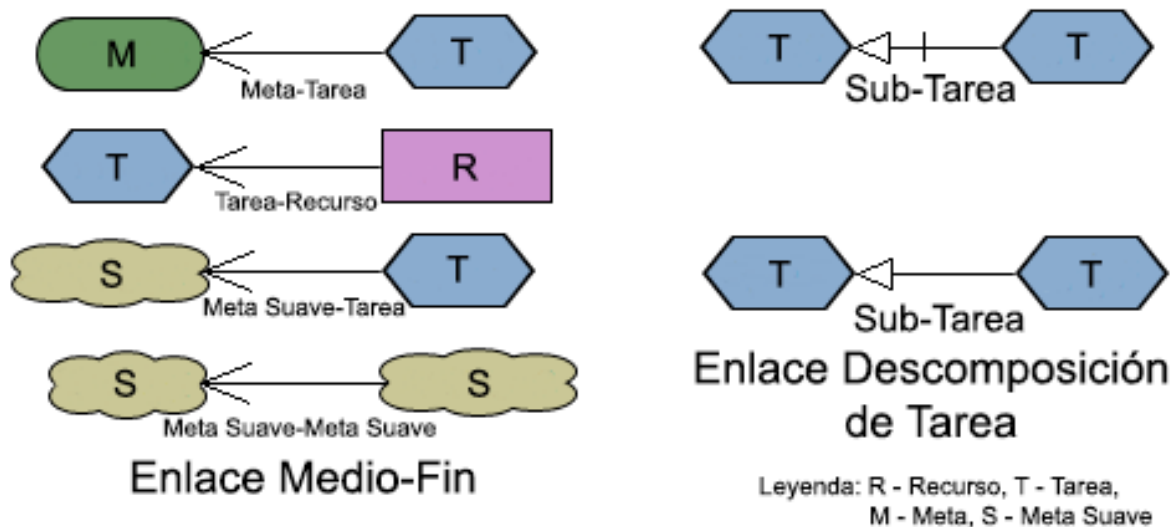 M
T
Meta-Tarea
T
R
Tarea-Recurso
S
T
Meta Suave-Tarea
S
S
Meta Suave-Meta Suave
Enlace Medio-Fin
T
T
Sub-Tarea
T
T
Sub-Tarea
Enlace Descomposición
de Tarea
Leyenda: R - Recurso, T - Tarea,
M - Meta, S - Meta Suave